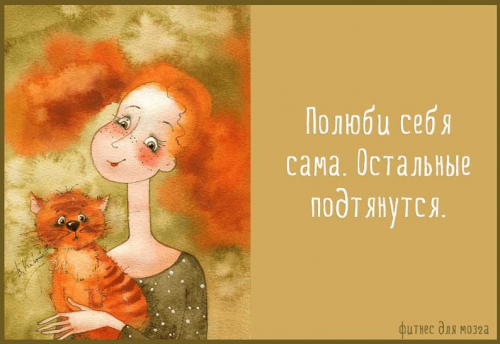 Полюби себя
сама. Остальные
подтянутся.
фитнес для мозга